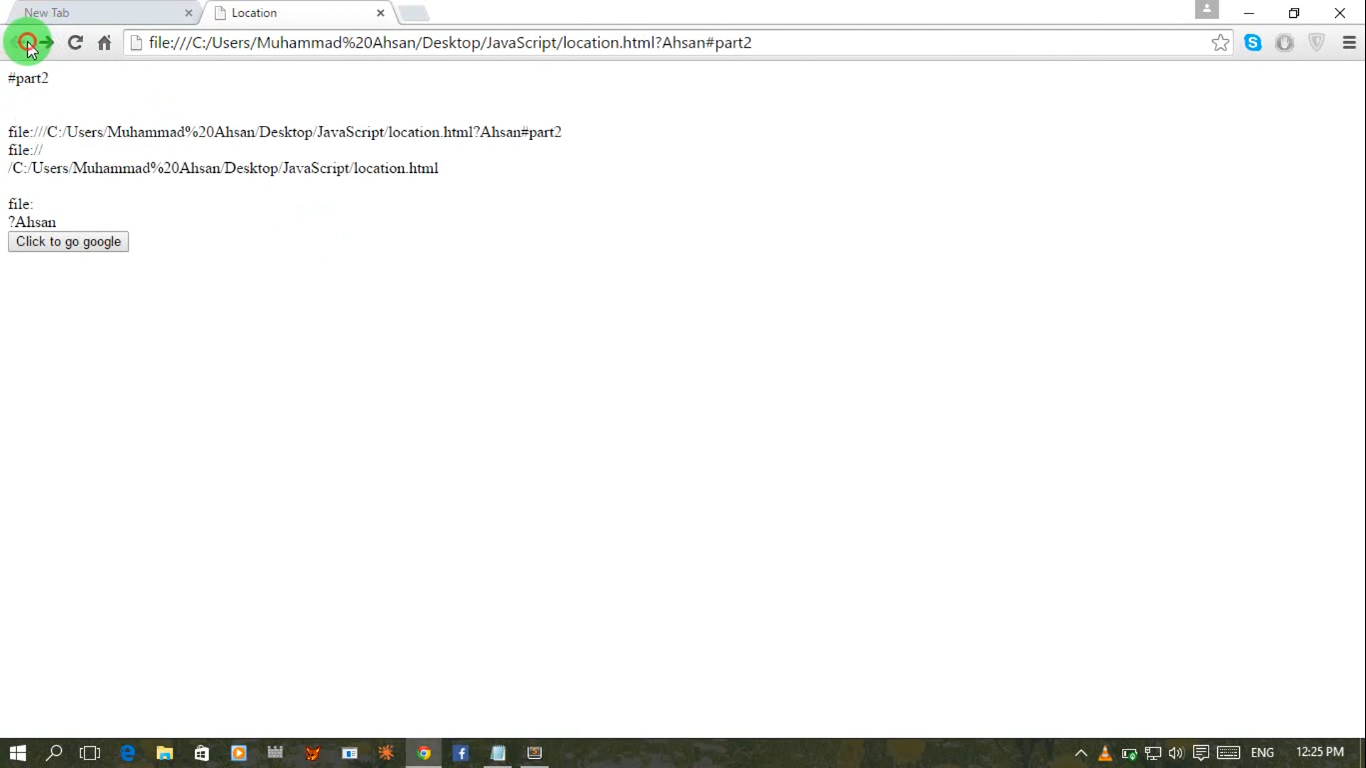 New Tab
Location
file:///C:/Users/Muhammad%20Ahsan/Desktop/JavaScript/location.html?Ahsan#part2
#part2
file:///C:/Users/Muhammad%20Ahsan/Desktop/JavaScript/location.html?Ahsan#part2
file://
/C:/Users/Muhammad%20Ahsan/Desktop/JavaScript/location.html
file:
?Ahsan
Click to go google
ENG
12:25 PM